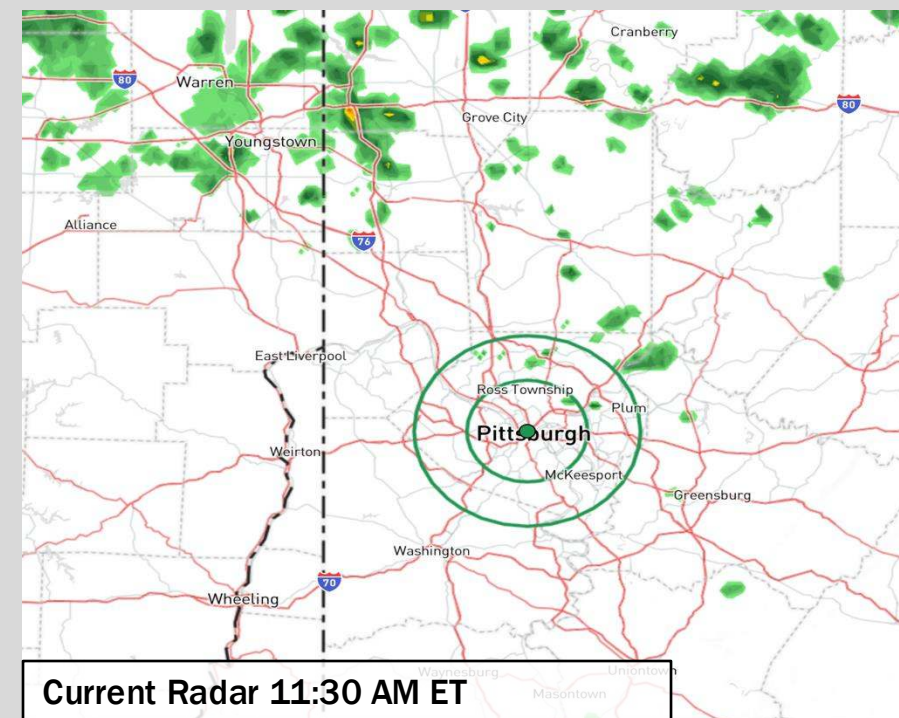 Cranberry
80
Warren
80
Grove City
Youngstown
Alliance
76
East Liverpool
Ross Township
Plum
Pittsburgh
Weirton
McKeesport
Greensburg
Washington
70
Wheeling
Waynesburg
Uniontown
Current Radar 11:30 AM ET
Masontown